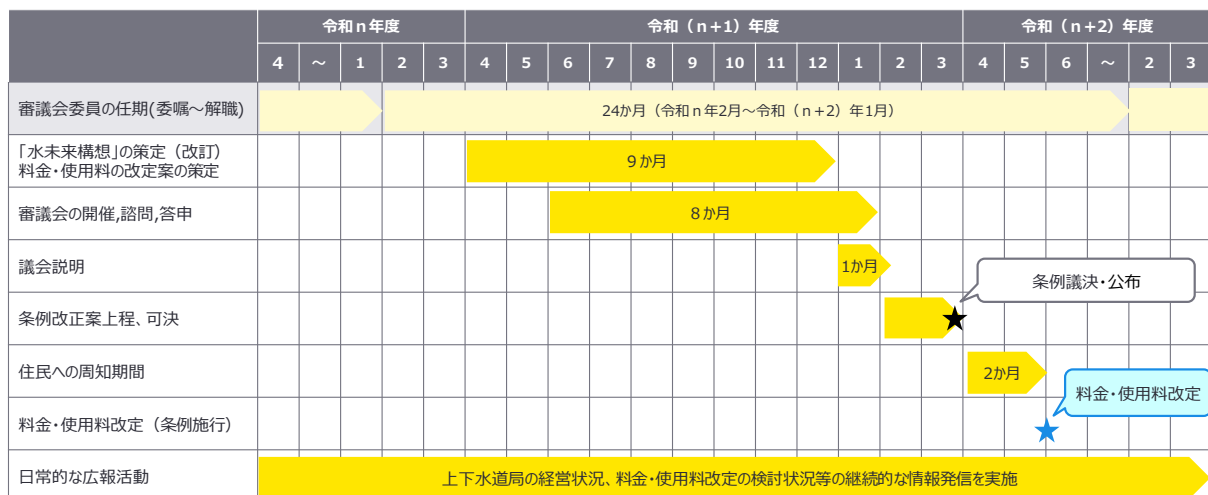 令和ｎ年度 令和（n+1）年度 令和（n+2）年度
4 ～ 1 2 3 4 5 6 7 8 9 10 11 12 1 2 3 4 5 6 ～ 2 3
審議会委員の任期(委嘱～解職) 24か月（令和ｎ年2月～令和（n+2）年1月）
「水未来構想」の策定（改訂）
料金・使用料の改定案の策定
９か月
審議会の開催,諮問,答申 ８か月
議会説明 1か月
条例議決・公布
条例改正案上程、可決
住民への周知期間 2か月
料金・使用料改定
料金・使用料改定（条例施行）
日常的な広報活動 上下水道局の経営状況、料金・使用料改定の検討状況等の継続的な情報発信を実施